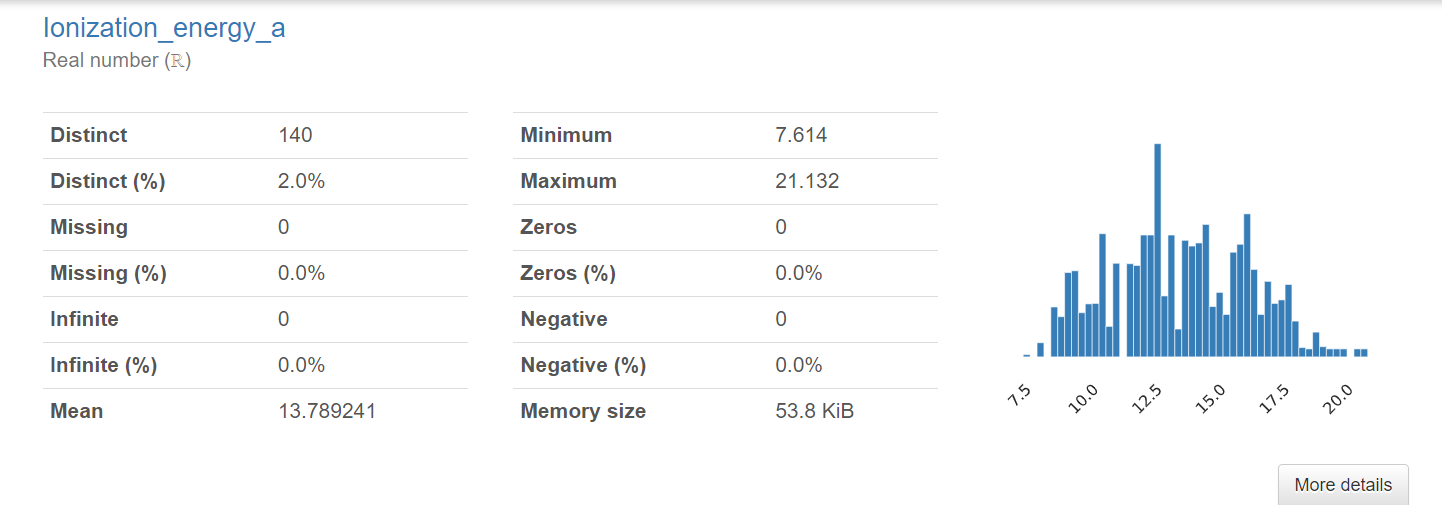 Ionization_energy_a
Real number (ℝ)
Distinct 140
Distinct (%) 2.0%
Missing 0
Missing (%) 0.0%
Infinite 0
Infinite (%) 0.0%
Mean 13.789241
Minimum 7.614
Maximum 21.132
Zeros 0
Zeros (%) 0.0%
Negative 0
Negative (%) 0.0%
Memory size 53.8 KiB
7.5 10.0 12.5 15.0 17.5 20.0
More details